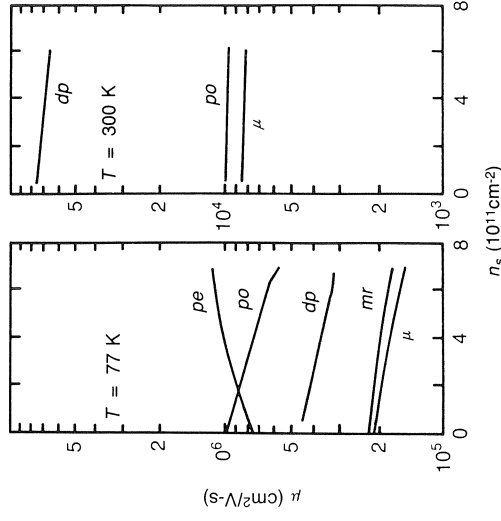 8
4
0
dp
T = 300 K
po
μ
5
2
10⁴
5
2
10³
8
4
0
pe
po
dp
mr
μ
T = 77 K
5
2
10⁶
5
2
10⁵
nₛ (10¹¹cm⁻²)
μ (cm²/V-s)